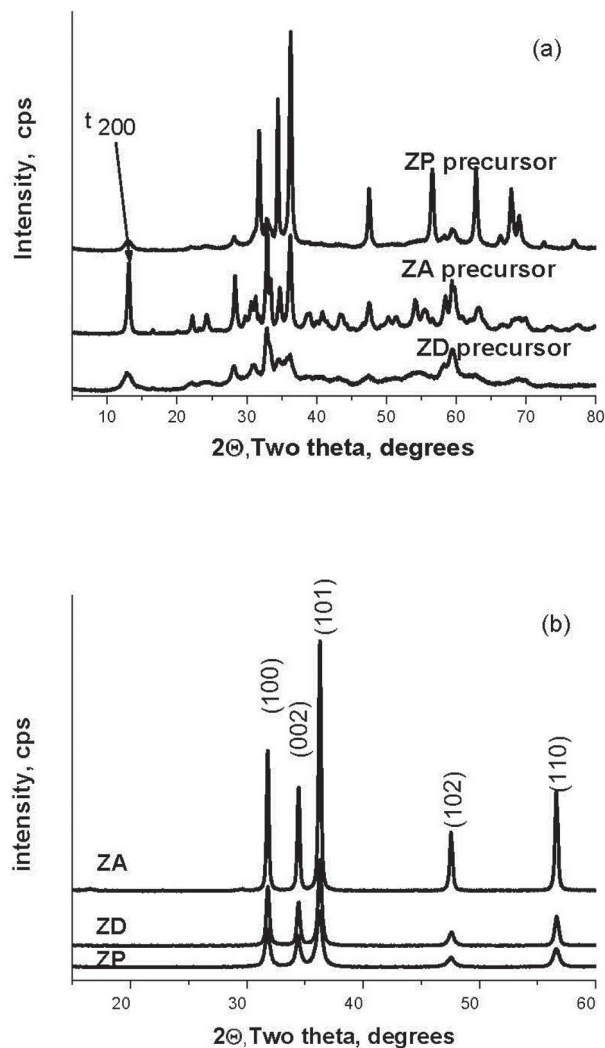 (a)
t 200
ZP precursor
ZA precursor
ZD precursor
Intensity, cps
10 20 30 40 50 60 70 80
2Θ,Two theta, degrees
(b)
(101)
(100)
(002)
(102)
(110)
ZA
ZD
ZP
intensity, cps
20 30 40 50 60
2Θ,Two theta, degrees